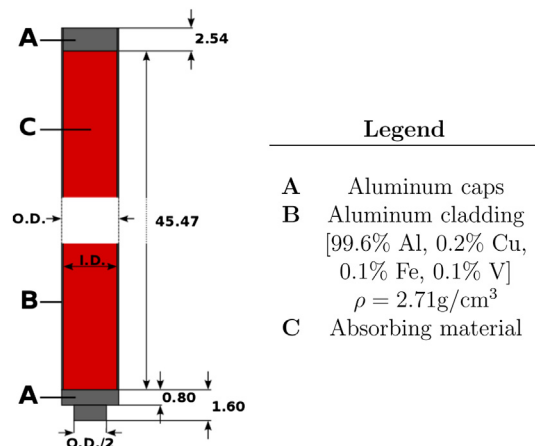 A
2.54
C
O.D.
45.47
I.D.
B
A
0.80
1.60
O.D./2
Legend
A Aluminum caps
B Aluminum cladding
[99.6% Al, 0.2% Cu,
0.1% Fe, 0.1% V]
ρ = 2.71g/cm³
C Absorbing material